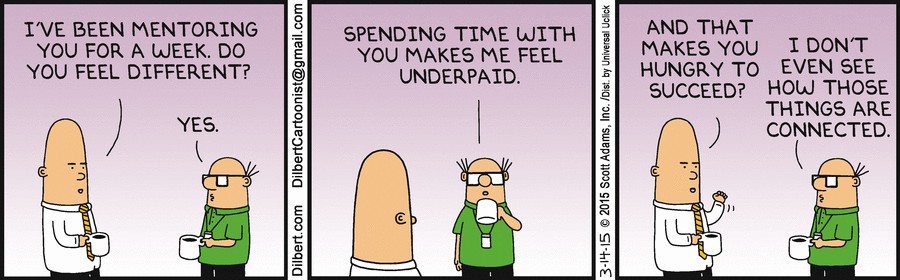 I'VE BEEN MENTORING
YOU FOR A WEEK. DO
YOU FEEL DIFFERENT?
YES.
Dilbert.com DilbertCartoonist@gmail.com
SPENDING TIME WITH
YOU MAKES ME FEEL
UNDERPAID.
3-14-15 © 2015 Scott Adams, Inc. /Dist. by Universal Uclick
AND THAT
MAKES YOU
HUNGRY TO
SUCCEED?
I DON'T
EVEN SEE
HOW THOSE
THINGS ARE
CONNECTED.